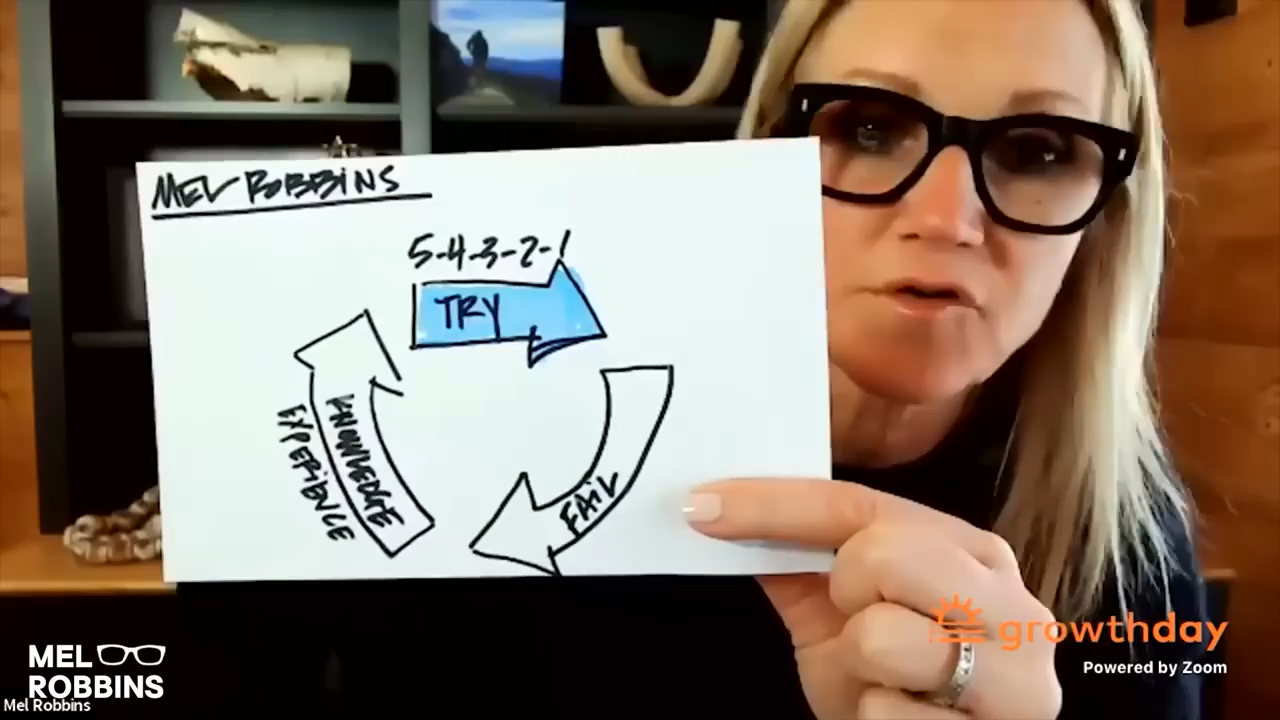 MEL ROBBINS
5-4-3-2-1
TRY
KNOWLEDGE
EXPERIENCE
FAIL
growthday
Powered by Zoom
MEL
ROBBINS
Mel Robbins